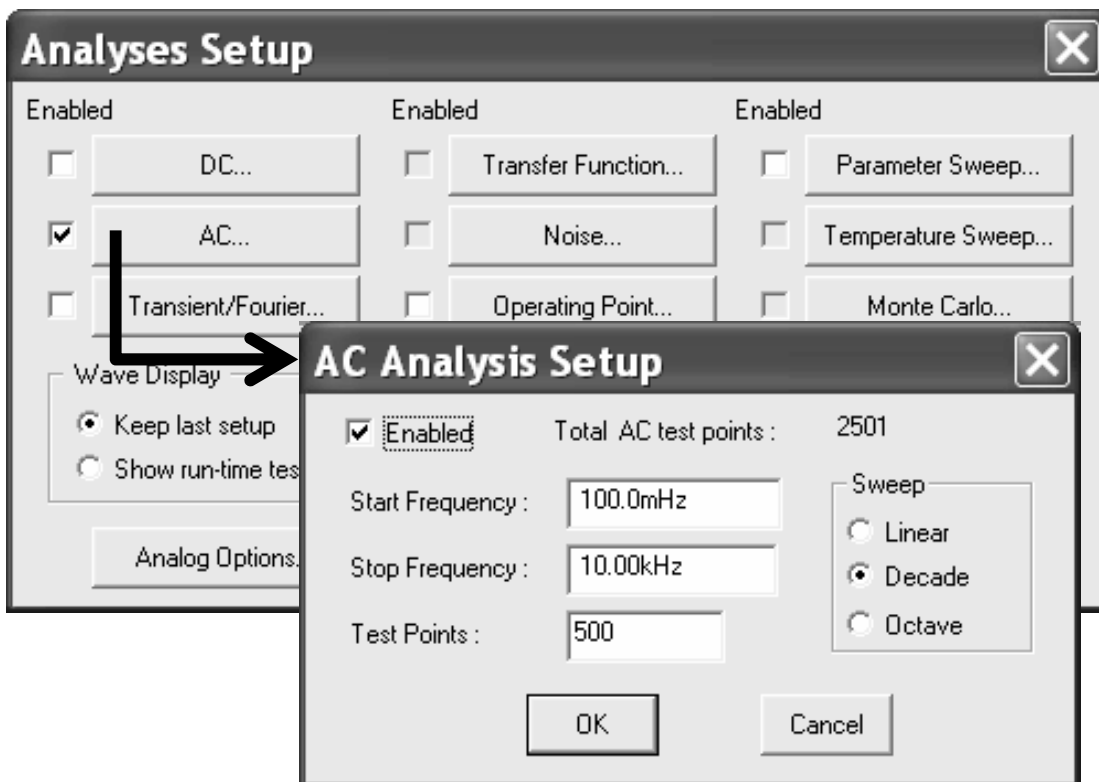 Analyses Setup
Enabled Enabled Enabled
DC... Transfer Function... Parameter Sweep...
AC... Noise... Temperature Sweep...
Transient/Fourier... Operating Point... Monte Carlo...
Wave Display
Keep last setup
Show run-time tes
Analog Options.
AC Analysis Setup
Enabled Total AC test points : 2501
Start Frequency : 100.0mHz
Stop Frequency : 10.00kHz
Test Points : 500
Sweep
Linear
Decade
Octave
OK Cancel